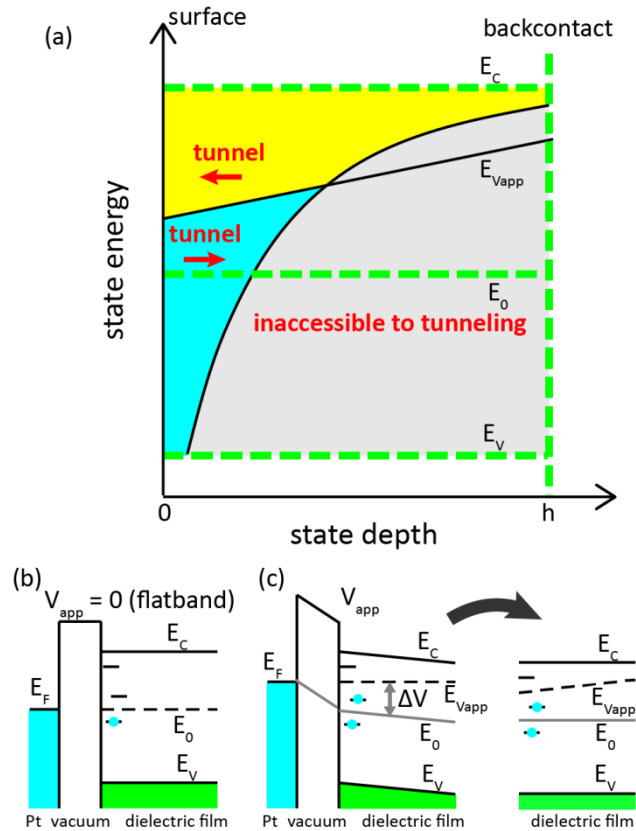 (a)
surface
backcontact
E_C
tunnel
E_Vapp
tunnel
E_0
inaccessible to tunneling
E_V
state energy
0
h
state depth
(b)
V_app = 0 (flatband)
E_C
E_F
E_0
E_V
Pt vacuum dielectric film
(c)
V_app
E_C
E_F
E_Vapp
ΔV
E_0
E_V
Pt vacuum dielectric film
E_C
E_Vapp
E_0
E_V
dielectric film